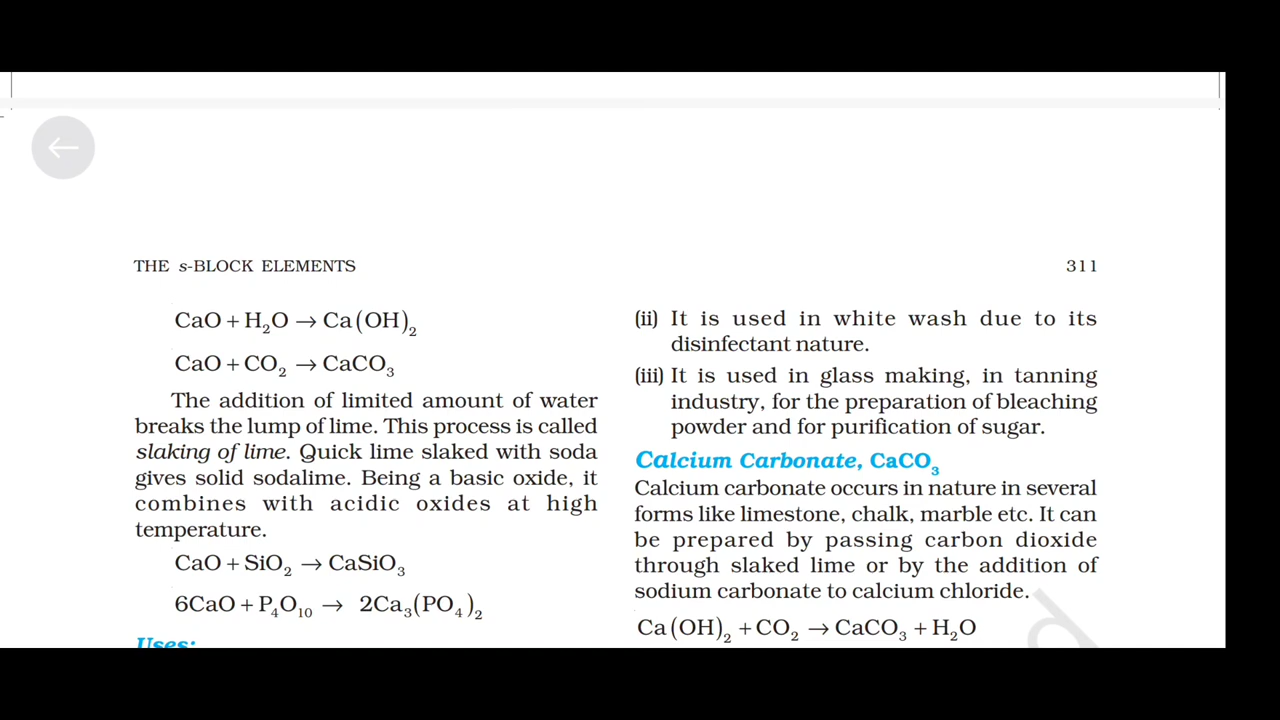 THE s-BLOCK ELEMENTS
311
CaO + H₂O → Ca(OH)₂
CaO + CO₂ → CaCO₃
The addition of limited amount of water
breaks the lump of lime. This process is called
slaking of lime. Quick lime slaked with soda
gives solid sodalime. Being a basic oxide, it
combines with acidic oxides at high
temperature.
CaO + SiO₂ → CaSiO₃
6CaO + P₄O₁₀ → 2Ca₃(PO₄)₂
Uses:
(ii) It is used in white wash due to its
disinfectant nature.
(iii) It is used in glass making, in tanning
industry, for the preparation of bleaching
powder and for purification of sugar.
Calcium Carbonate, CaCO₃
Calcium carbonate occurs in nature in several
forms like limestone, chalk, marble etc. It can
be prepared by passing carbon dioxide
through slaked lime or by the addition of
sodium carbonate to calcium chloride.
Ca(OH)₂ + CO₂ → CaCO₃ + H₂O